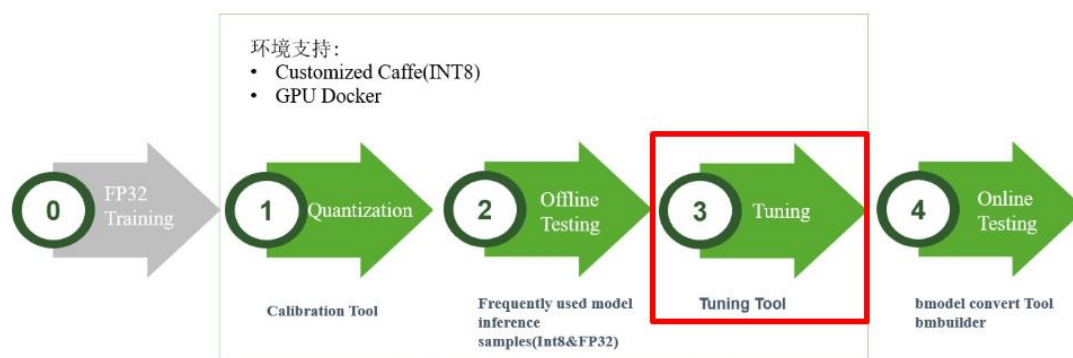 环境支持:
• Customized Caffe(INT8)
• GPU Docker
0
FP32
Training
1
Quantization
2
Offline
Testing
3
Tuning
4
Online
Testing
Calibration Tool
Frequently used model
inference
samples(Int8&FP32)
Tuning Tool
bmodel convert Tool
bmbuilder